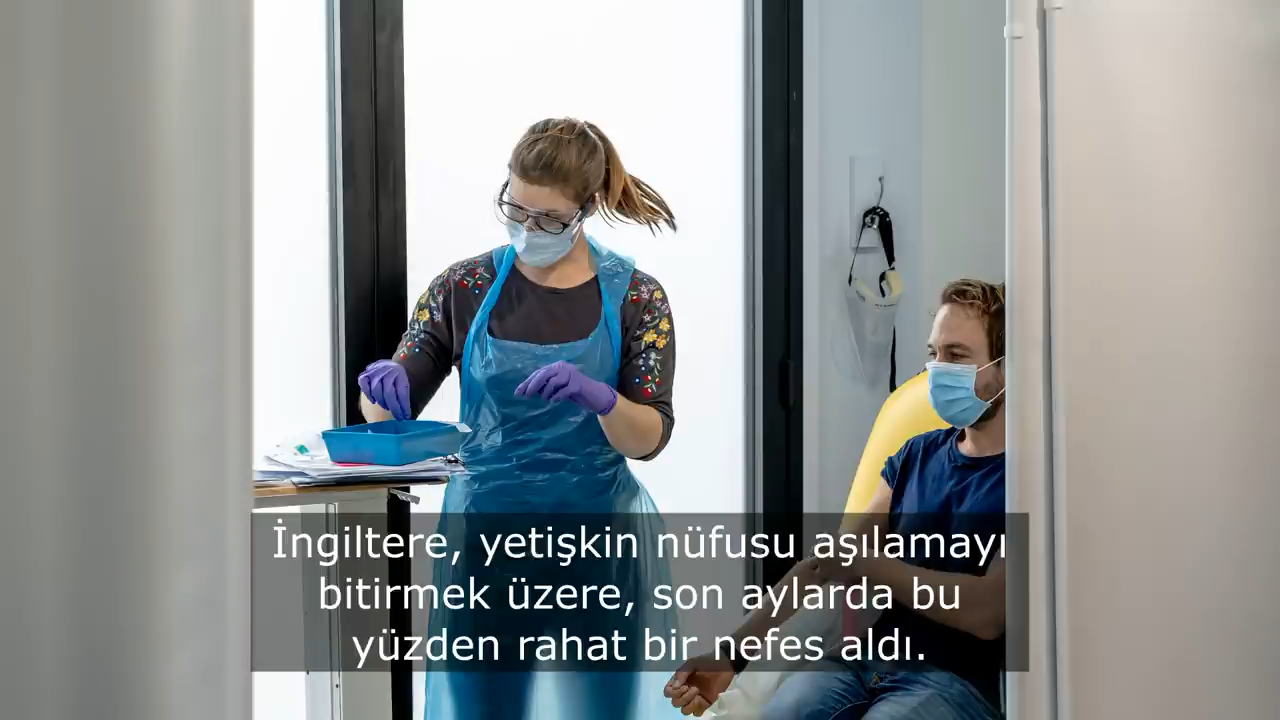 İngiltere, yetişkin nüfusu aşılamayı
bitirmek üzere, son aylarda bu
yüzden rahat bir nefes aldı.